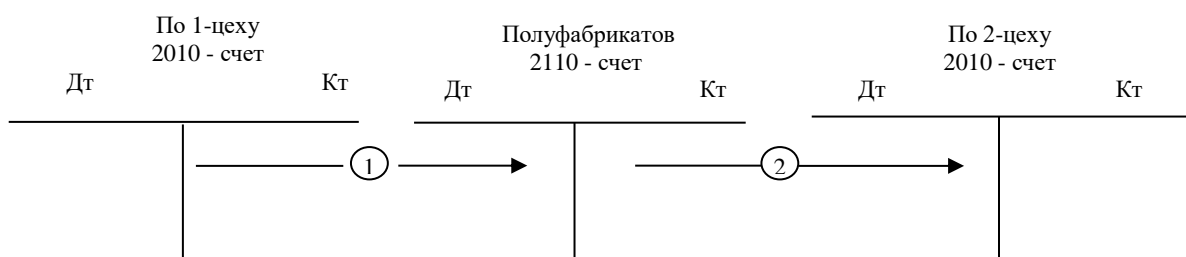 По 1-цеху
2010 - счет
Дт Кт
Полуфабрикатов
2110 - счет
Дт Кт
По 2-цеху
2010 - счет
Дт Кт
1
2